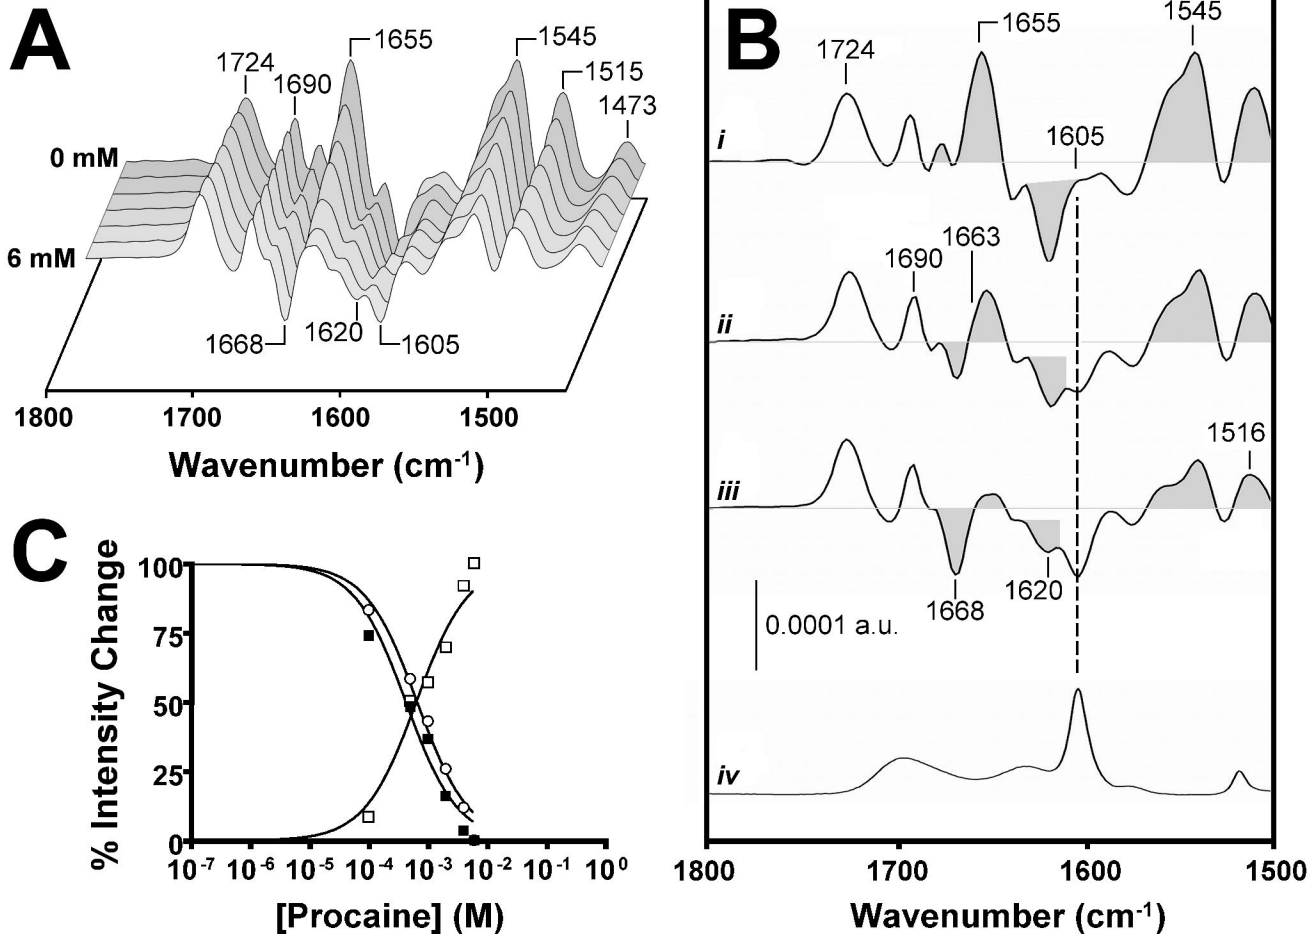 A
1655
1545
1724
1690
1515
1473
0 mM
6 mM
1668
1620
1605
1800
1700
1600
1500
Wavenumber (cm-1)
B
1655
1545
1724
i
1605
1663
1690
ii
1516
iii
1668
1620
0.0001 a.u.
iv
1800
1700
1600
1500
Wavenumber (cm-1)
C
% Intensity Change
100
75
50
25
0
10-7 10-6 10-5 10-4 10-3 10-2 10-1 100
[Procaine] (M)